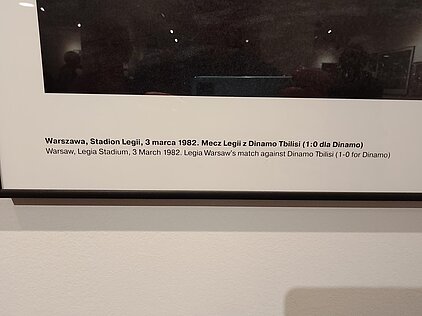 Warszawa, Stadion Legii, 3 marca 1982. Mecz Legii z Dinamo Tbilisi (1:0 dla Dinamo)
Warsaw, Legia Stadium, 3 March 1982. Legia Warsaw's match against Dinamo Tbilisi (1-0 for Dinamo)